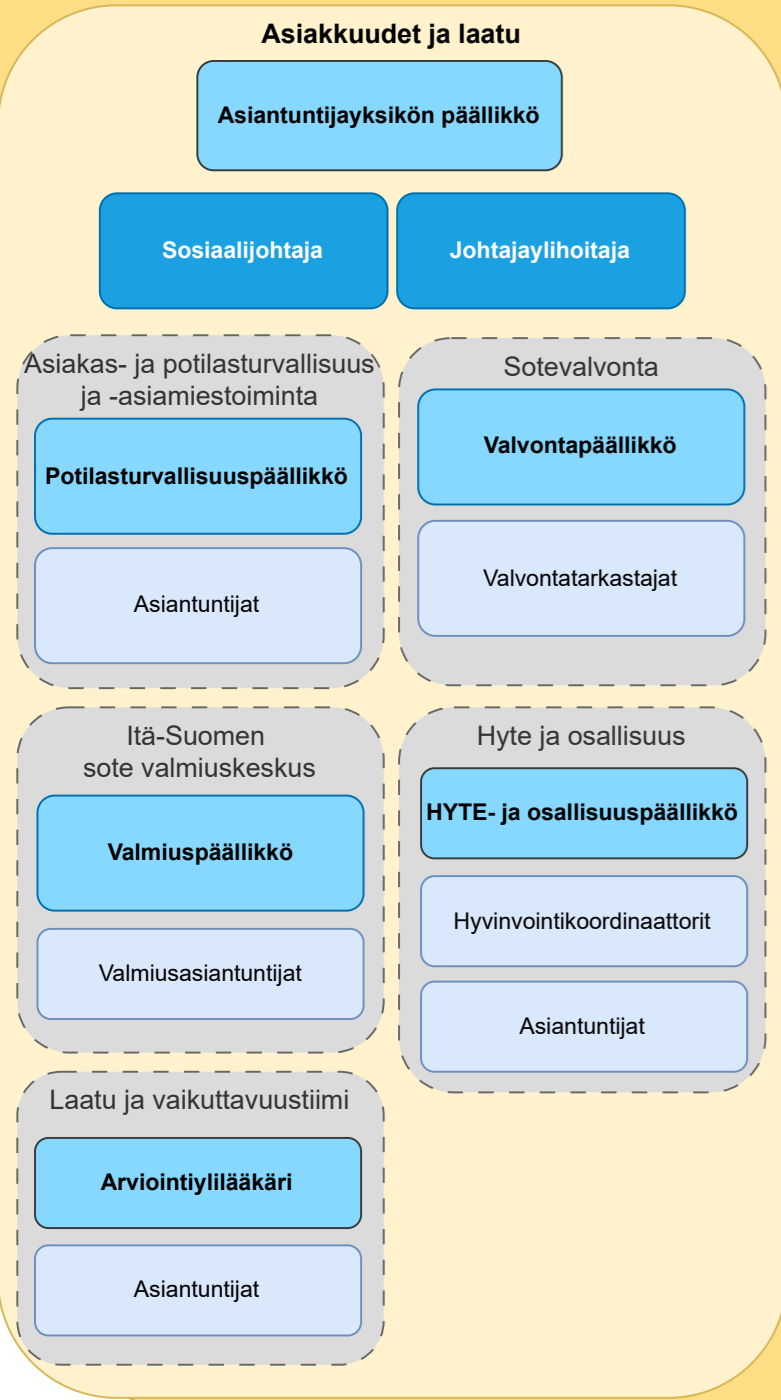 Asiakkuudet ja laatu
Asiantuntijayksikön päällikkö
Sosiaalijohtaja
Johtajaylihoitaja
Asiakas- ja potilasturvallisuus
ja -asiamiestoiminta
Potilasturvallisuuspäällikkö
Asiantuntijat
Sotevalvonta
Valvontapäällikkö
Valvontatarkastajat
Itä-Suomen
sote valmiuskeskus
Valmiuspäällikkö
Valmiusasiantuntijat
Hyte ja osallisuus
HYTE- ja osallisuuspäällikkö
Hyvinvointikoordinaattorit
Asiantuntijat
Laatu ja vaikuttavuustiimi
Arviointiylilääkäri
Asiantuntijat